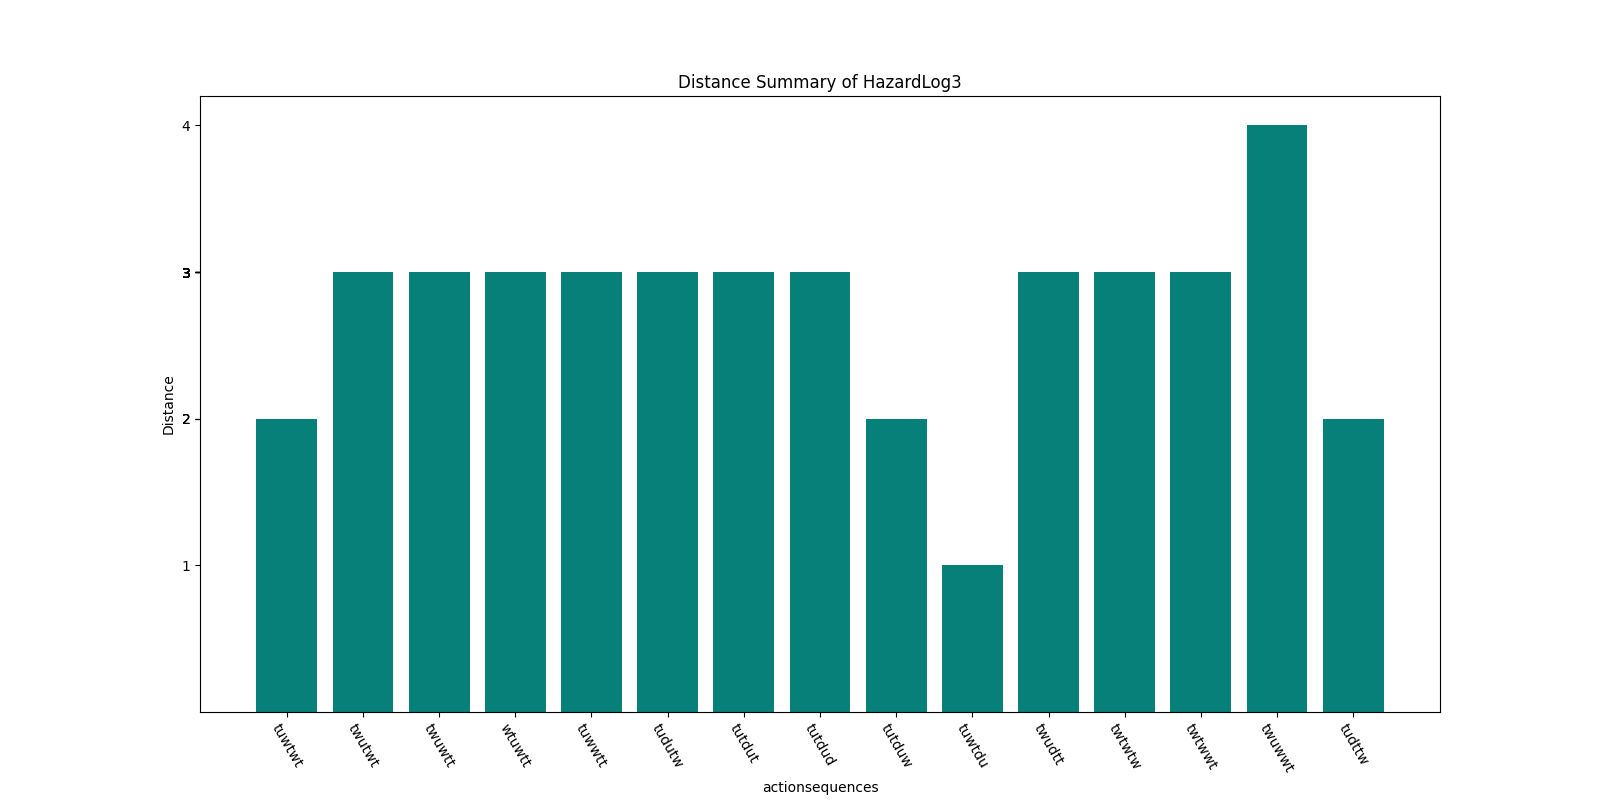 Distance Summary of HazardLog3
4
3
2
1
Distance
tuwtwt
twutwt
twuwtt
wtuwtt
tuwwtt
tudutw
tutdut
tutdud
tutduw
tuwtdu
twudtt
twtwtw
twtwwt
twuwwt
tudttw
actionsequences